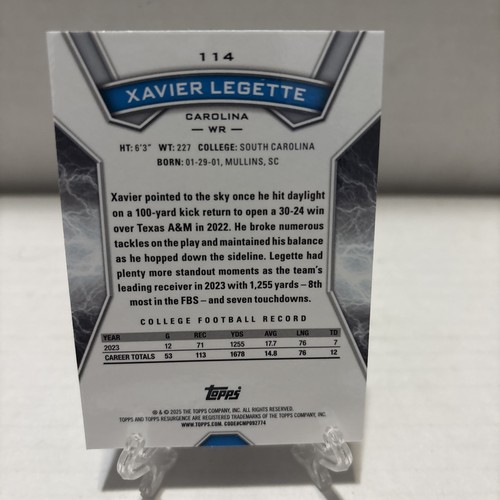 114
XAVIER LEGETTE
CAROLINA
— WR —
HT: 6'3" WT: 227 COLLEGE: SOUTH CAROLINA
BORN: 01-29-01, MULLINS, SC
Xavier pointed to the sky once he hit daylight
on a 100-yard kick return to open a 30-24 win
over Texas A&M in 2022. He broke numerous
tackles on the play and maintained his balance
as he hopped down the sideline. Legette had
plenty more standout moments as the team's
leading receiver in 2023 with 1,255 yards – 8th
most in the FBS – and seven touchdowns.
COLLEGE FOOTBALL RECORD
YEAR G REC YDS AVG LNG TD
2023 12 71 1255 17.7 76 7
CAREER TOTALS 53 113 1678 14.8 76 12
Topps
® & © 2025 THE TOPPS COMPANY, INC. ALL RIGHTS RESERVED.
TOPPS AND TOPPS RESURGENCE ARE REGISTERED TRADEMARKS OF THE TOPPS COMPANY, INC.
WWW.TOPPS.COM. CODE#CMP092774